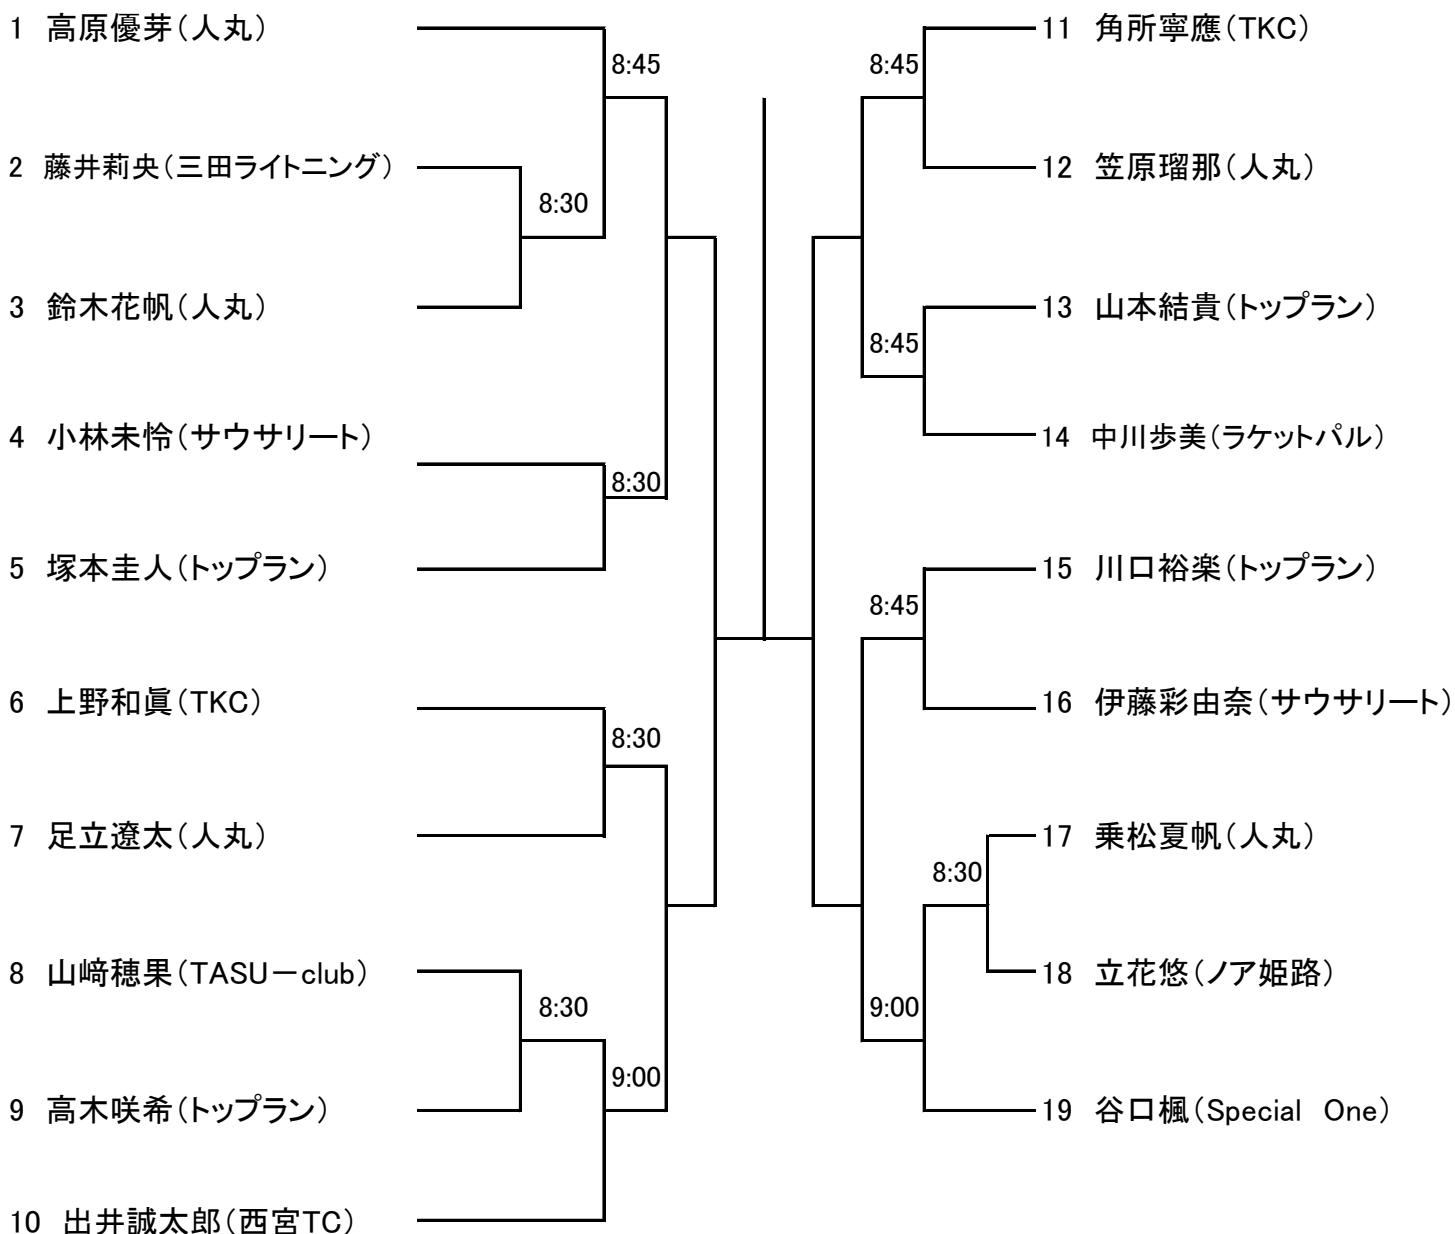 1 高原優芽（人丸）
8:45
2 藤井莉央（三田ライトニング）
8:30
3 鈴木花帆（人丸）
4 小林未怜（サウサリート）
8:30
5 塚本圭人（トップラン）
6 上野和眞（TKC）
8:30
7 足立遼太（人丸）
8 山﨑穂果（TASU－club）
8:30
9:00
9 高木咲希（トップラン）
10 出井誠太郎（西宮TC）
11 角所寧應（TKC）
8:45
12 笠原瑠那（人丸）
13 山本結貴（トップラン）
8:45
14 中川歩美（ラケットパル）
15 川口裕楽（トップラン）
8:45
16 伊藤彩由奈（サウサリート）
17 乗松夏帆（人丸）
8:30
18 立花悠（ノア姫路）
9:00
19 谷口楓（Special　One）